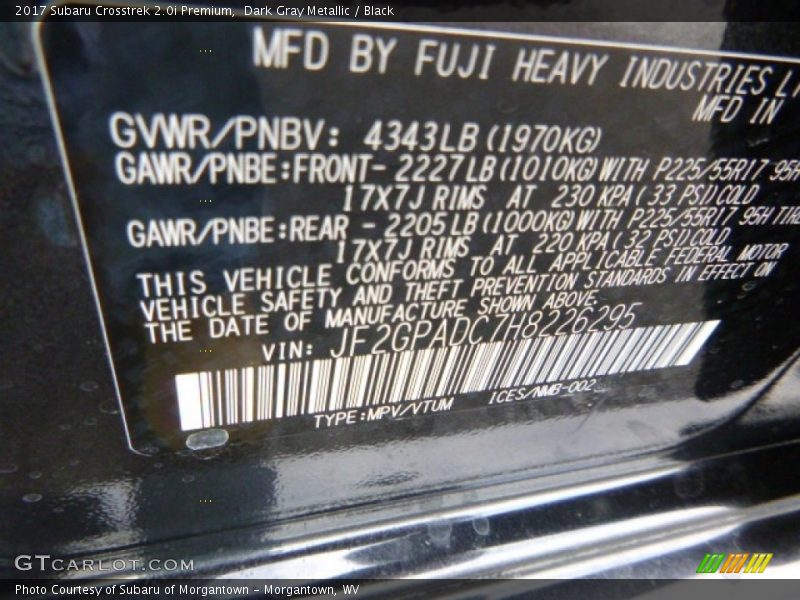 2017 Subaru Crosstrek 2.0i Premium, Dark Gray Metallic / Black
MFD BY FUJI HEAVY INDUSTRIES
MFD IN
GVWR/PNBV: 4343LB (1970KG)
GAWR/PNBE:FRONT- 2227LB (1010KG) WITH P225/55R17 95H
17X7J RIMS AT 230 KPA (33 PSI) COLD
GAWR/PNBE:REAR - 2205LB (1000KG) WITH P225/55R17 95H
17X7J RIMS AT 220 KPA (32 PSI) COLD
THIS VEHICLE CONFORMS TO ALL APPLICABLE FEDERAL MOTOR
VEHICLE SAFETY AND THEFT PREVENTION STANDARDS IN EFFECT ON
THE DATE OF MANUFACTURE SHOWN ABOVE.
VIN: JF2GPADC7H8226295
TYPE:MPV/VTUM ICES/NMB-002
GTCARLOT.COM
Photo Courtesy of Subaru of Morgantown - Morgantown, WV